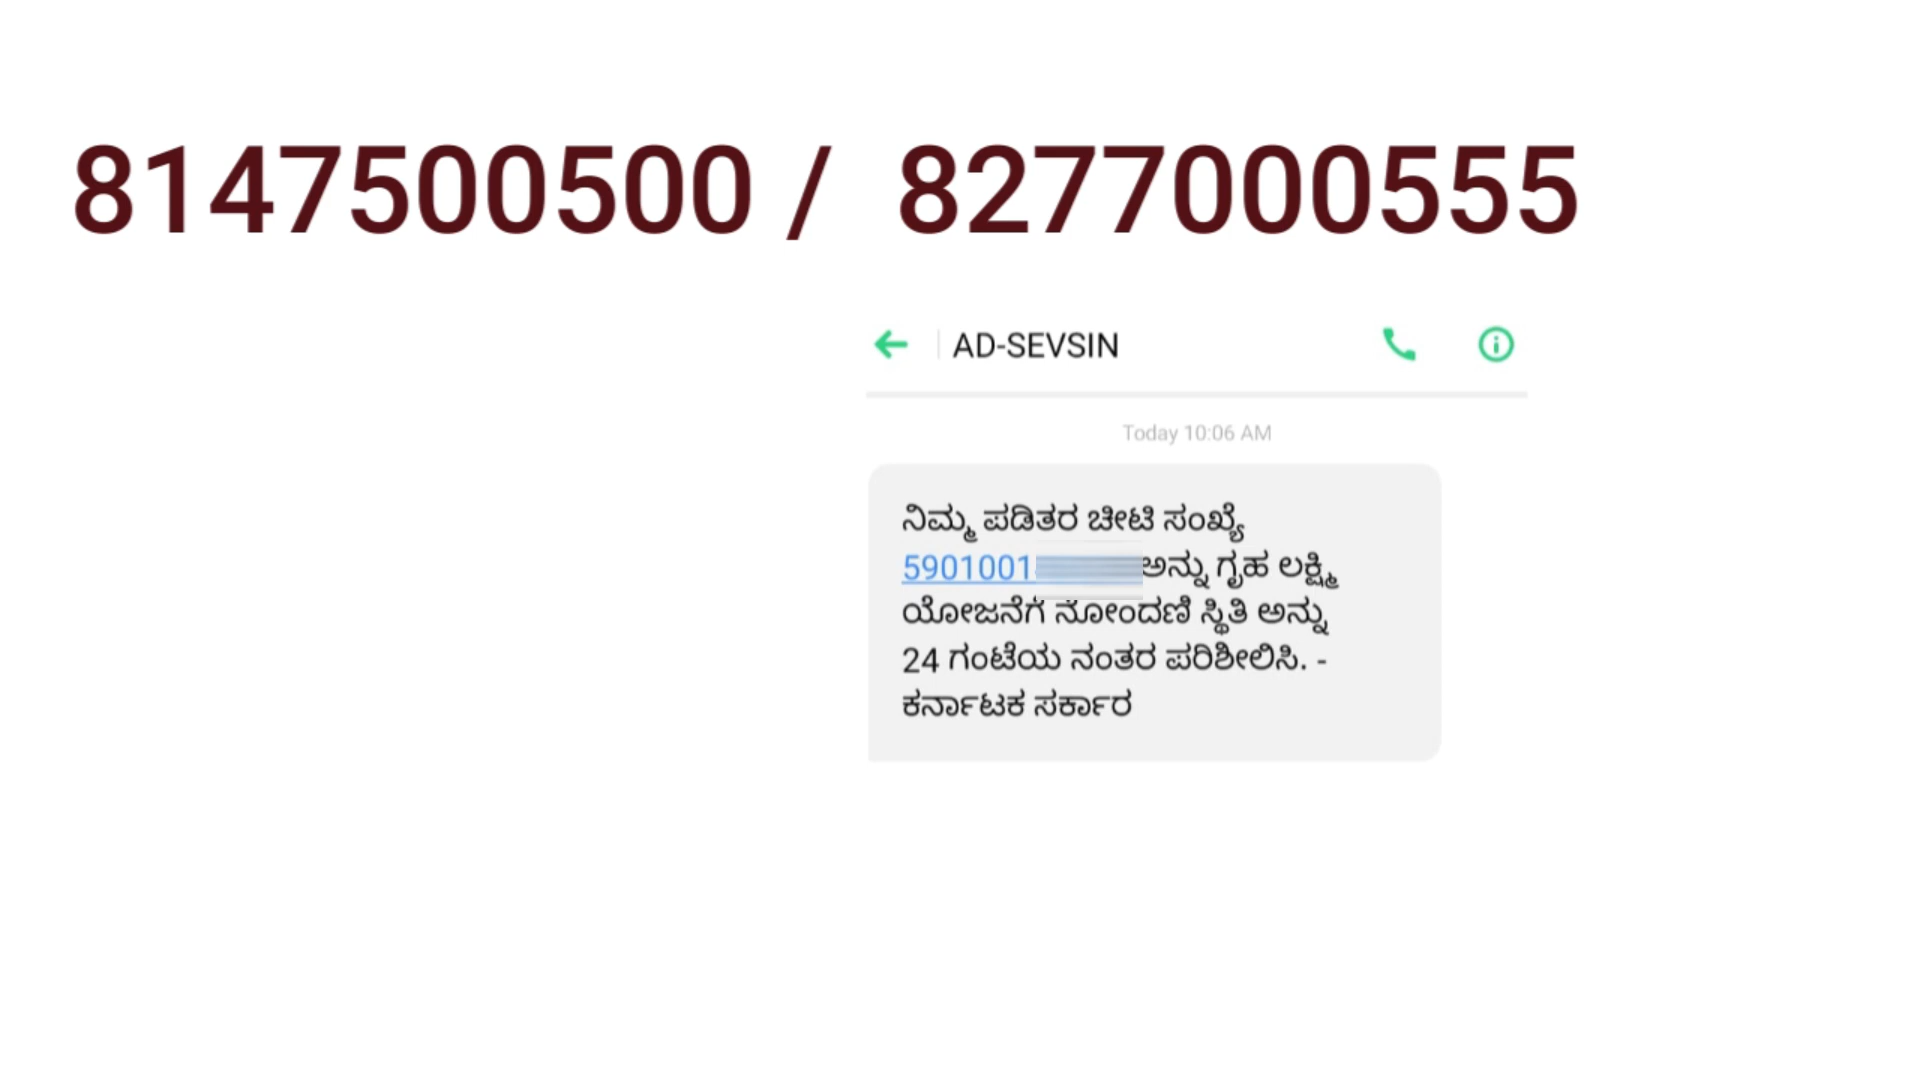 8147500500 / 8277000555
AD-SEVSIN
Today 10:06 AM
ನಿಮ್ಮ ಪಡಿತರ ಚೀಟಿ ಸಂಖ್ಯೆ
5901001 ಅನ್ನು ಗೃಹ ಲಕ್ಷ್ಮಿ
ಯೋಜನೆಗೆ ನೋಂದಣಿ ಸ್ಥಿತಿ ಅನ್ನು
24 ಗಂಟೆಯ ನಂತರ ಪರಿಶೀಲಿಸಿ. -
ಕರ್ನಾಟಕ ಸರ್ಕಾರ